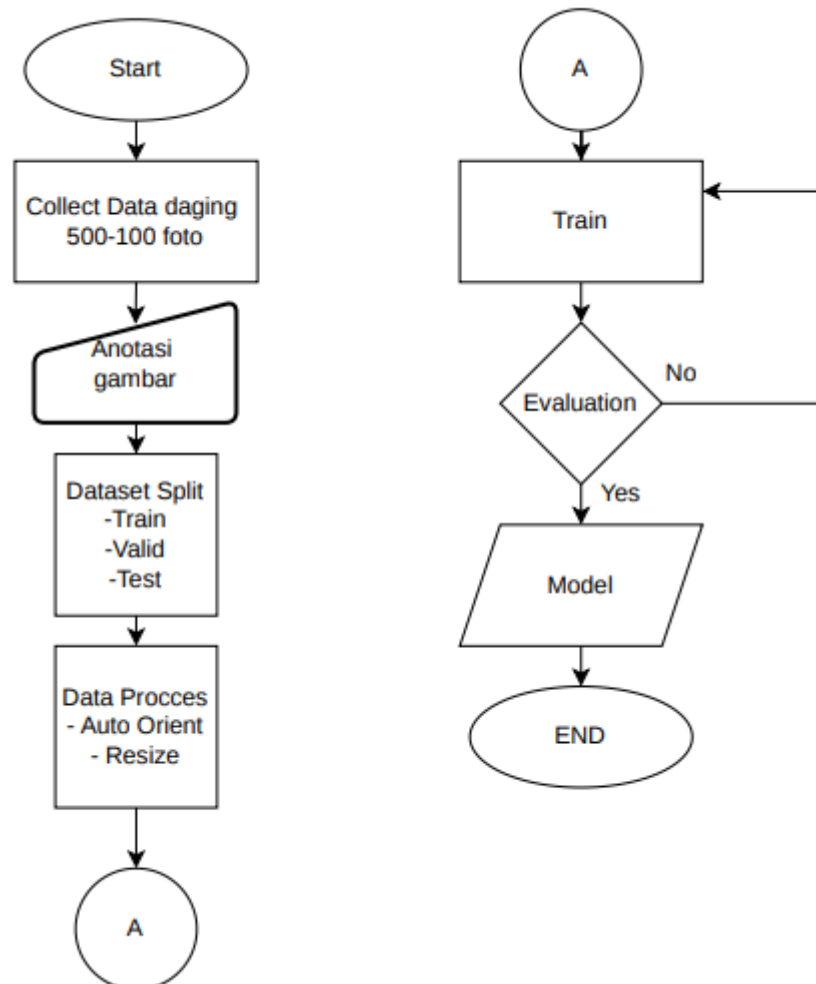 Start
Collect Data daging
500-100 foto
Anotasi
gambar
Dataset Split
-Train
-Valid
-Test
Data Procces
- Auto Orient
- Resize
A
A
Train
Evaluation
No
Yes
Model
END